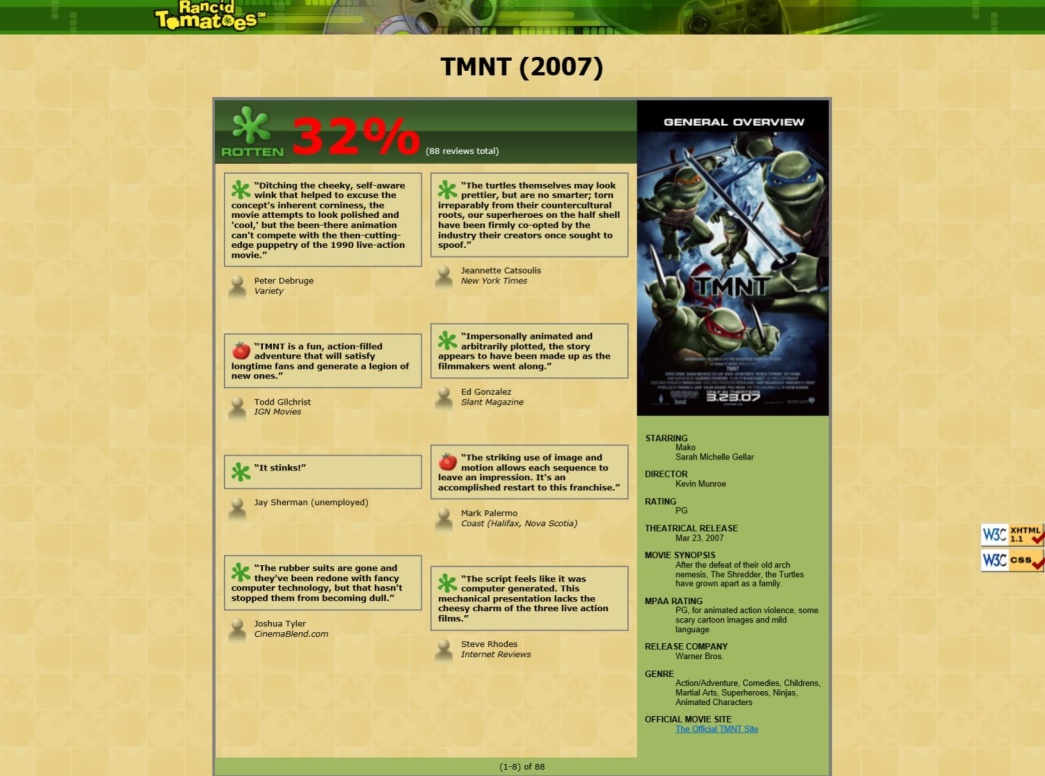 Rancid
Tomatoes™
TMNT (2007)
ROTTEN
32%
(88 reviews total)
“Ditching the cheeky, self-aware
wink that helped to excuse the
concept's inherent corniness, the
movie attempts to look polished and
'cool,' but the been-there animation
can't compete with the then-cutting-
edge puppetry of the 1990 live-action
movie.”
Peter Debruge
Variety
“TMNT is a fun, action-filled
adventure that will satisfy
longtime fans and generate a legion of
new ones.”
Todd Gilchrist
IGN Movies
“It stinks!”
Jay Sherman (unemployed)
“The rubber suits are gone and
they've been redone with fancy
computer technology, but that hasn't
stopped them from becoming dull.”
Joshua Tyler
CinemaBlend.com
“The turtles themselves may look
prettier, but are no smarter; torn
irreparably from their countercultural
roots, our superheroes on the half shell
have been firmly co-opted by the
industry their creators once sought to
spoof.”
Jeannette Catsoulis
New York Times
“Impersonally animated and
arbitrarily plotted, the story
appears to have been made up as the
filmmakers went along.”
Ed Gonzalez
Slant Magazine
“The striking use of image and
motion allows each sequence to
leave an impression. It's an
accomplished restart to this franchise.”
Mark Palermo
Coast (Halifax, Nova Scotia)
“The script feels like it was
computer generated. This
mechanical presentation lacks the
cheesy charm of the three live action
films.”
Steve Rhodes
Internet Reviews
GENERAL OVERVIEW
TMNT
3.23.07
STARRING
Mako
Sarah Michelle Gellar
DIRECTOR
Kevin Munroe
RATING
PG
THEATRICAL RELEASE
Mar 23, 2007
MOVIE SYNOPSIS
After the defeat of their old arch
nemesis, The Shredder, the Turtles
have grown apart as a family.
MPAA RATING
PG, for animated action violence, some
scary cartoon images and mild
language
RELEASE COMPANY
Warner Bros.
GENRE
Action/Adventure, Comedies, Childrens,
Martial Arts, Superheroes, Ninjas,
Animated Characters
OFFICIAL MOVIE SITE
The Official TMNT Site
(1-8) of 88
W3C XHTML
1.1
W3C CSS